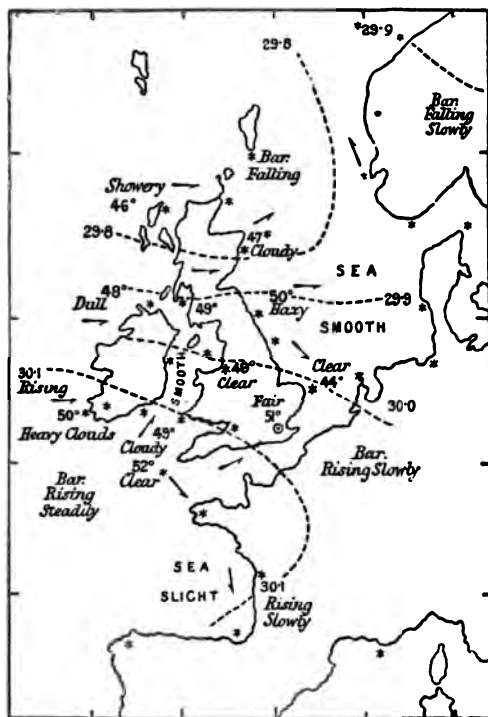 29·8
29·9
Bar.
Falling
Slowly
Bar.
Falling
Showery
46°
47°
Cloudy
29·8
SEA
48°
50°
29·9
Dull
49°
Hazy
SMOOTH
SMOOTH
Clear
44°
48°
Clear
30·1
Rising
30·0
Fair
51°
50°
Heavy Clouds
49°
Cloudy
52°
Clear
Bar.
Rising Slowly
Bar.
Rising
Steadily
SEA
SLIGHT
30·1
Rising
Slowly